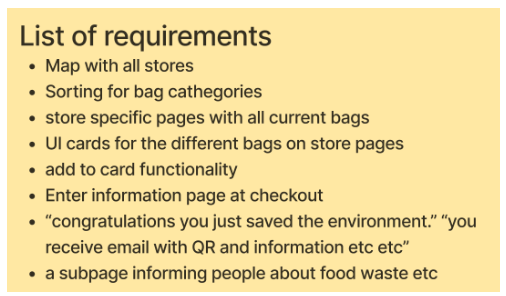 List of requirements
• Map with all stores
• Sorting for bag cathegories
• store specific pages with all current bags
• UI cards for the different bags on store pages
• add to card functionality
• Enter information page at checkout
• “congratulations you just saved the environment.” “you
receive email with QR and information etc etc”
• a subpage informing people about food waste etc